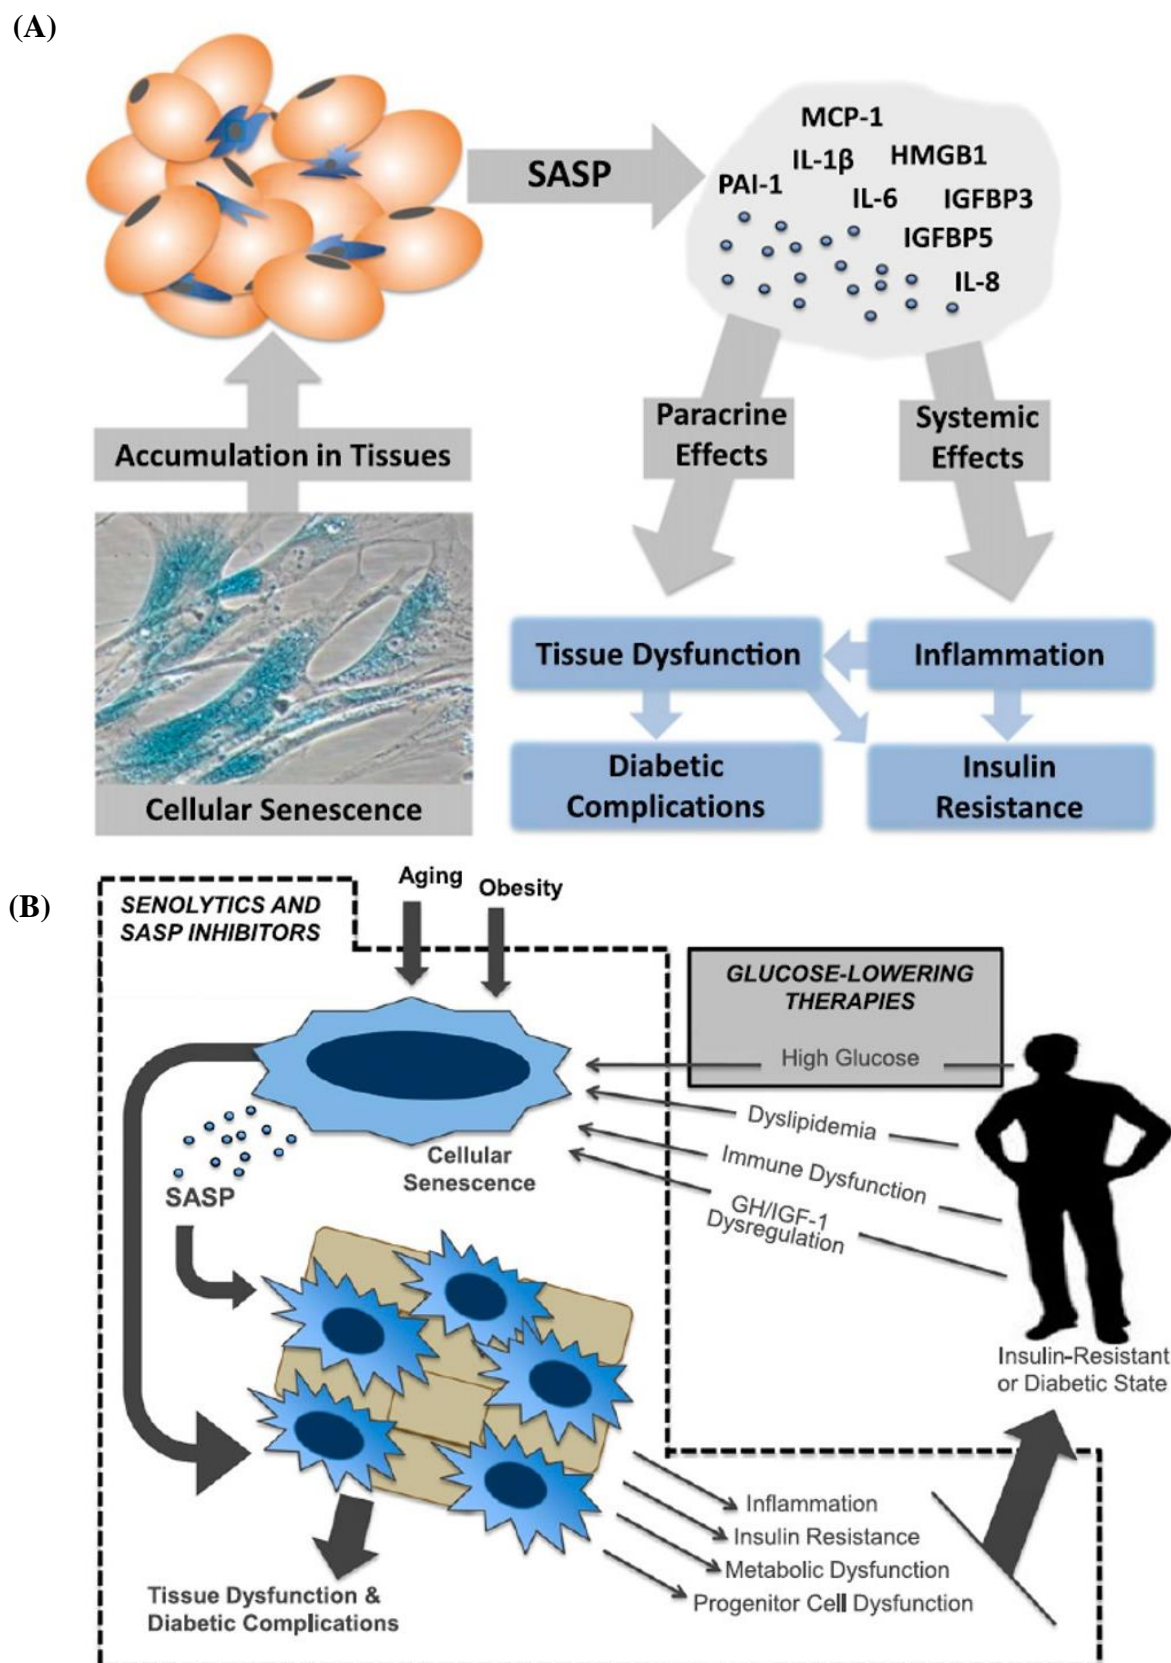 (A)
MCP-1
IL-1β
HMGB1
PAI-1
IL-6
IGFBP3
IGFBP5
IL-8
SASP
Paracrine
Effects
Systemic
Effects
Accumulation in Tissues
Cellular Senescence
Tissue Dysfunction
Inflammation
Diabetic
Complications
Insulin
Resistance
(B)
SENOLYTICS AND
SASP INHIBITORS
Aging
Obesity
GLUCOSE-LOWERING
THERAPIES
High Glucose
Dyslipidemia
Immune Dysfunction
GH/IGF-1
Dysregulation
Cellular
Senescence
SASP
Insulin-Resistant
or Diabetic State
Inflammation
Insulin Resistance
Metabolic Dysfunction
Progenitor Cell Dysfunction
Tissue Dysfunction &
Diabetic Complications